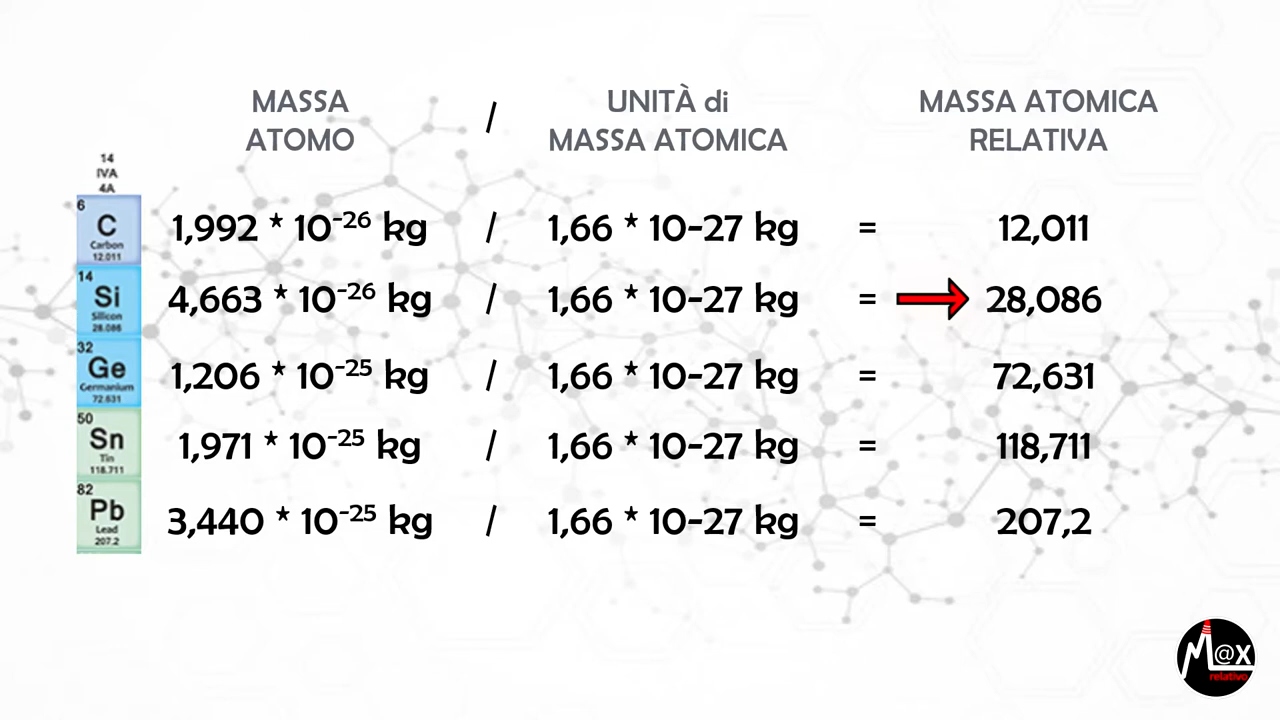 MASSA ATOMO / UNITÀ di MASSA ATOMICA MASSA ATOMICA RELATIVA
14
IVA
4A
6
C
Carbon
12.011
1,992 * 10⁻²⁶ kg / 1,66 * 10-27 kg = 12,011
14
Si
Silicon
28.086
4,663 * 10⁻²⁶ kg / 1,66 * 10-27 kg = 28,086
32
Ge
Germanium
72.631
1,206 * 10⁻²⁵ kg / 1,66 * 10-27 kg = 72,631
50
Sn
Tin
118.711
1,971 * 10⁻²⁵ kg / 1,66 * 10-27 kg = 118,711
82
Pb
Lead
207.2
3,440 * 10⁻²⁵ kg / 1,66 * 10-27 kg = 207,2
M@x
relativo